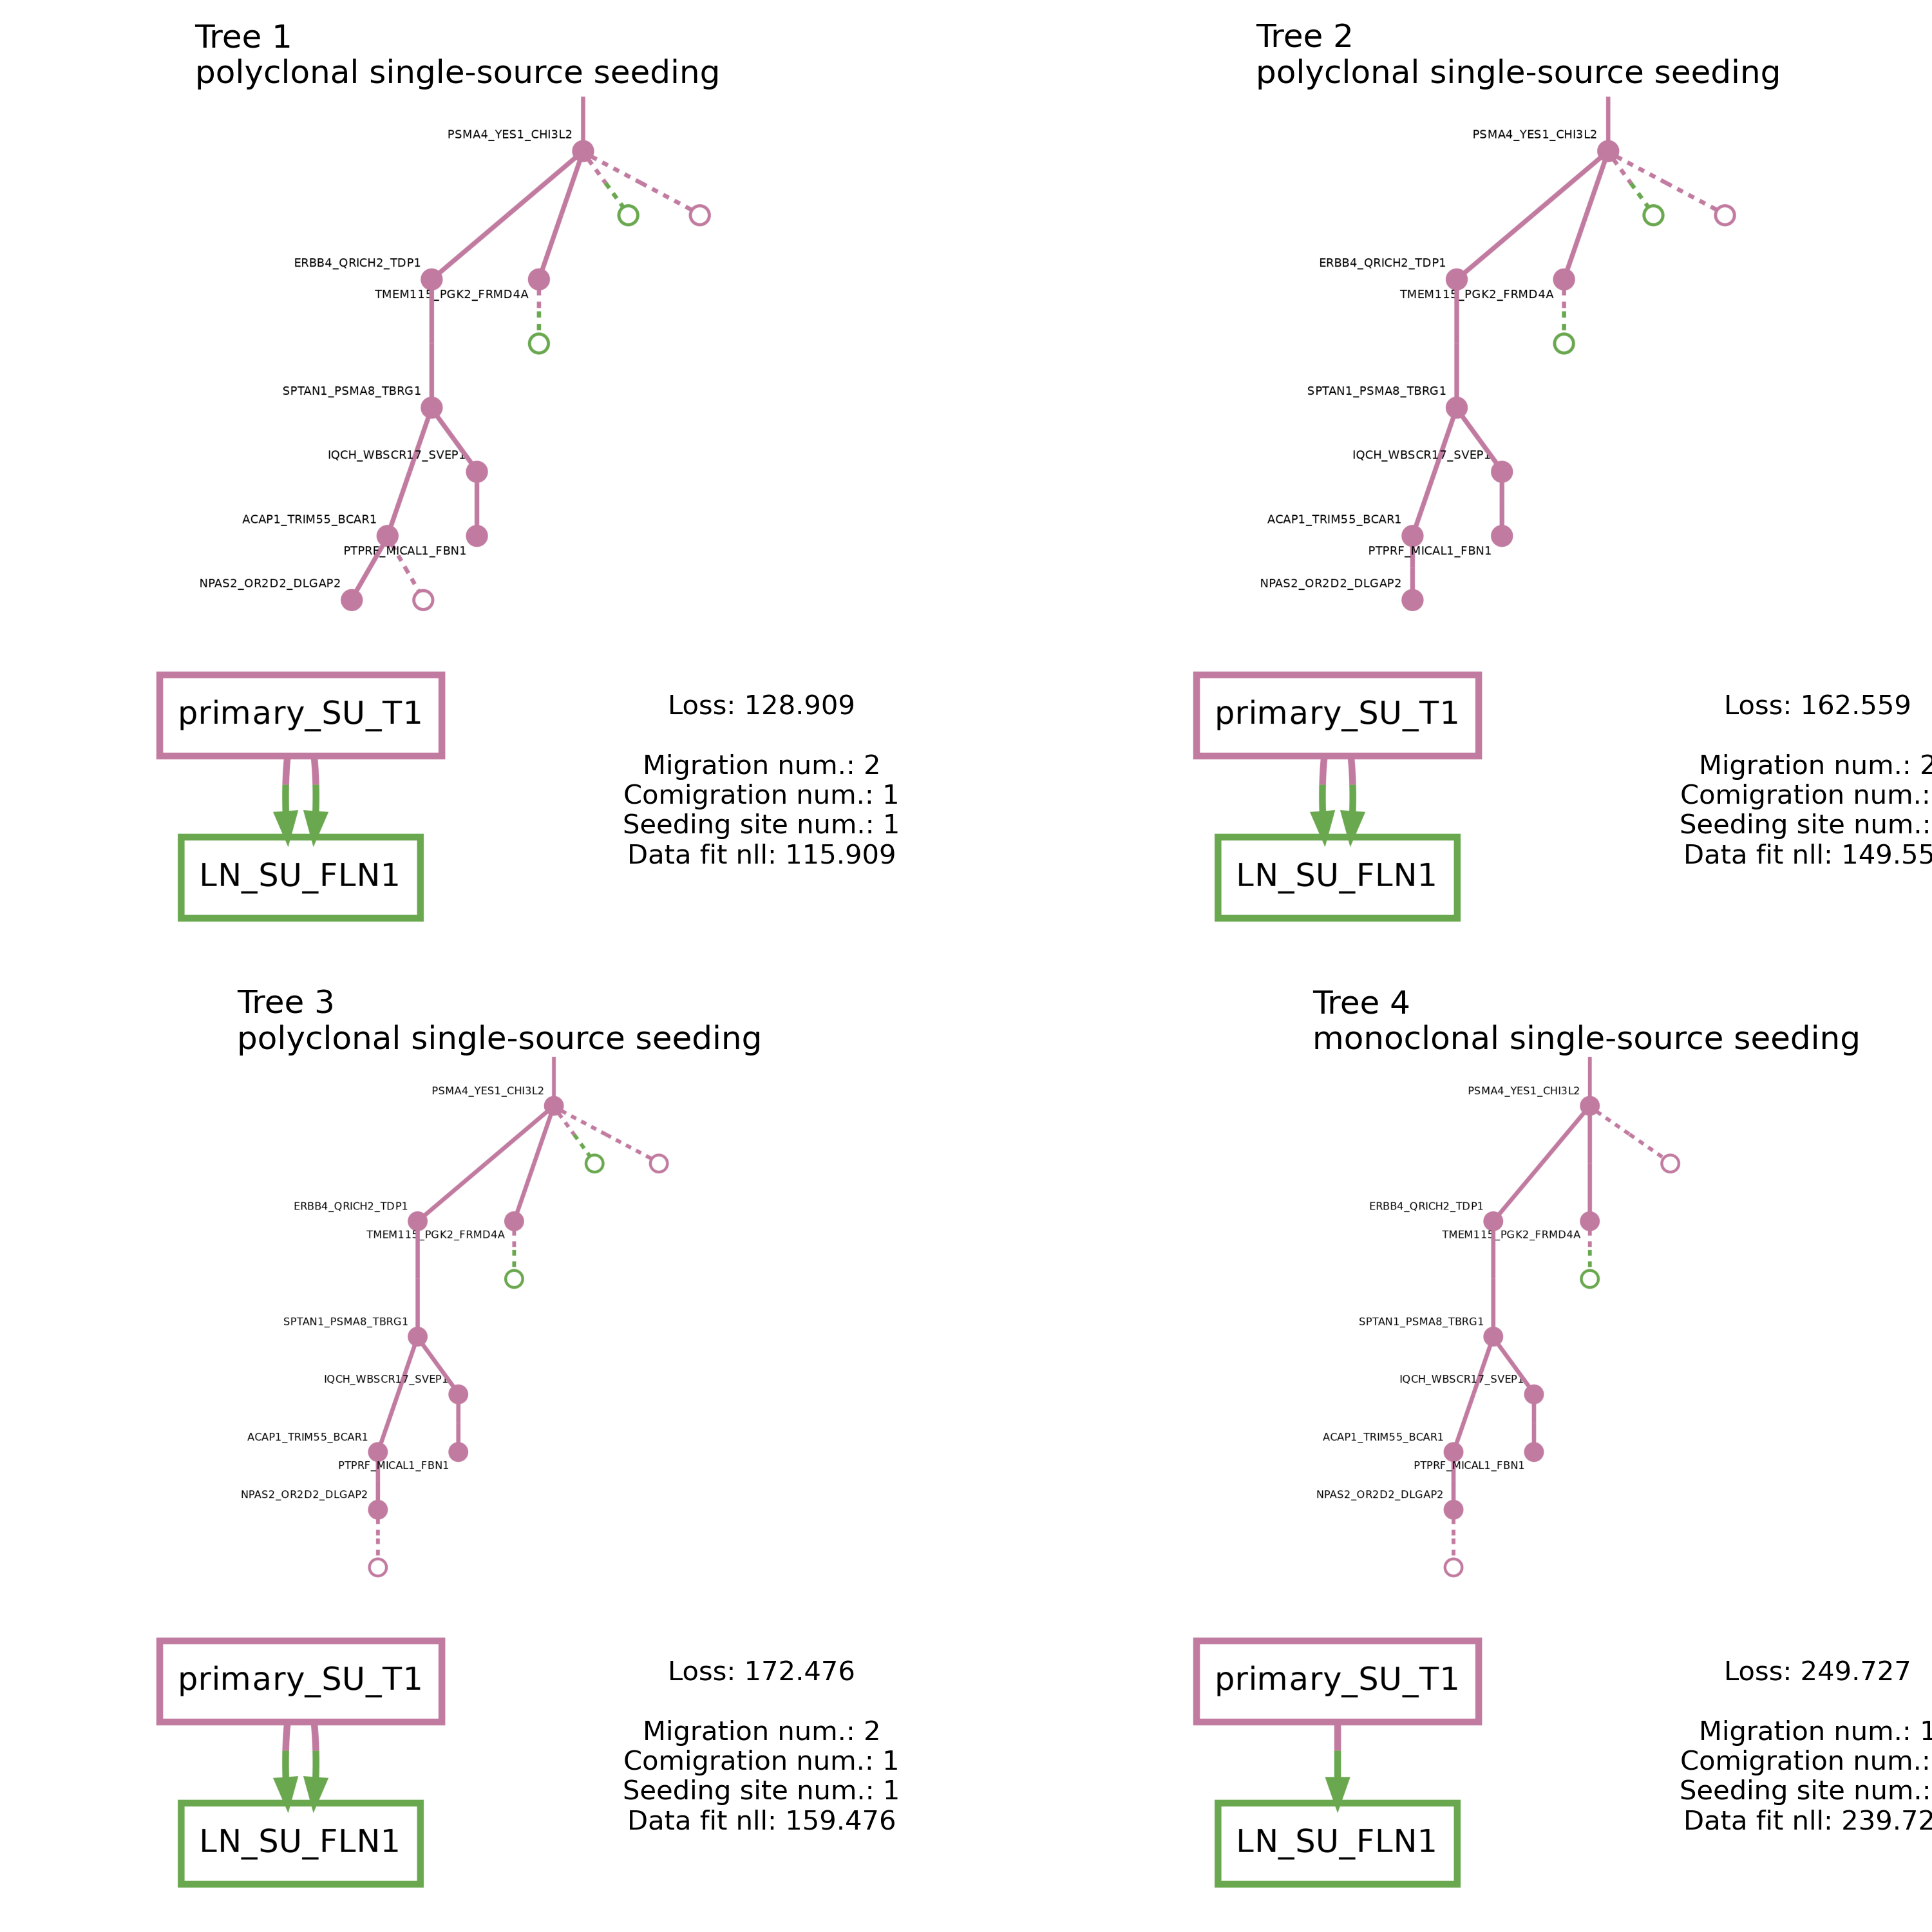 Tree 1
polyclonal single-source seeding
PSMA4_YES1_CHI3L2
ERBB4_QRICH2_TDP1
TMEM115_PGK2_FRMD4A
SPTAN1_PSMA8_TBRG1
IQCH_WBSCR17_SVEP1
ACAP1_TRIM55_BCAR1
PTPRF_MICAL1_FBN1
NPAS2_OR2D2_DLGAP2
primary_SU_T1
LN_SU_FLN1
Loss: 128.909
Migration num.: 2
Comigration num.: 1
Seeding site num.: 1
Data fit nll: 115.909
Tree 2
polyclonal single-source seeding
PSMA4_YES1_CHI3L2
ERBB4_QRICH2_TDP1
TMEM115_PGK2_FRMD4A
SPTAN1_PSMA8_TBRG1
IQCH_WBSCR17_SVEP1
ACAP1_TRIM55_BCAR1
PTPRF_MICAL1_FBN1
NPAS2_OR2D2_DLGAP2
primary_SU_T1
LN_SU_FLN1
Loss: 162.559
Migration num.: 2
Comigration num.:
Seeding site num.:
Data fit nll: 149.55
Tree 3
polyclonal single-source seeding
PSMA4_YES1_CHI3L2
ERBB4_QRICH2_TDP1
TMEM115_PGK2_FRMD4A
SPTAN1_PSMA8_TBRG1
IQCH_WBSCR17_SVEP1
ACAP1_TRIM55_BCAR1
PTPRF_MICAL1_FBN1
NPAS2_OR2D2_DLGAP2
primary_SU_T1
LN_SU_FLN1
Loss: 172.476
Migration num.: 2
Comigration num.: 1
Seeding site num.: 1
Data fit nll: 159.476
Tree 4
monoclonal single-source seeding
PSMA4_YES1_CHI3L2
ERBB4_QRICH2_TDP1
TMEM115_PGK2_FRMD4A
SPTAN1_PSMA8_TBRG1
IQCH_WBSCR17_SVEP1
ACAP1_TRIM55_BCAR1
PTPRF_MICAL1_FBN1
NPAS2_OR2D2_DLGAP2
primary_SU_T1
LN_SU_FLN1
Loss: 249.727
Migration num.: 1
Comigration num.:
Seeding site num.:
Data fit nll: 239.72